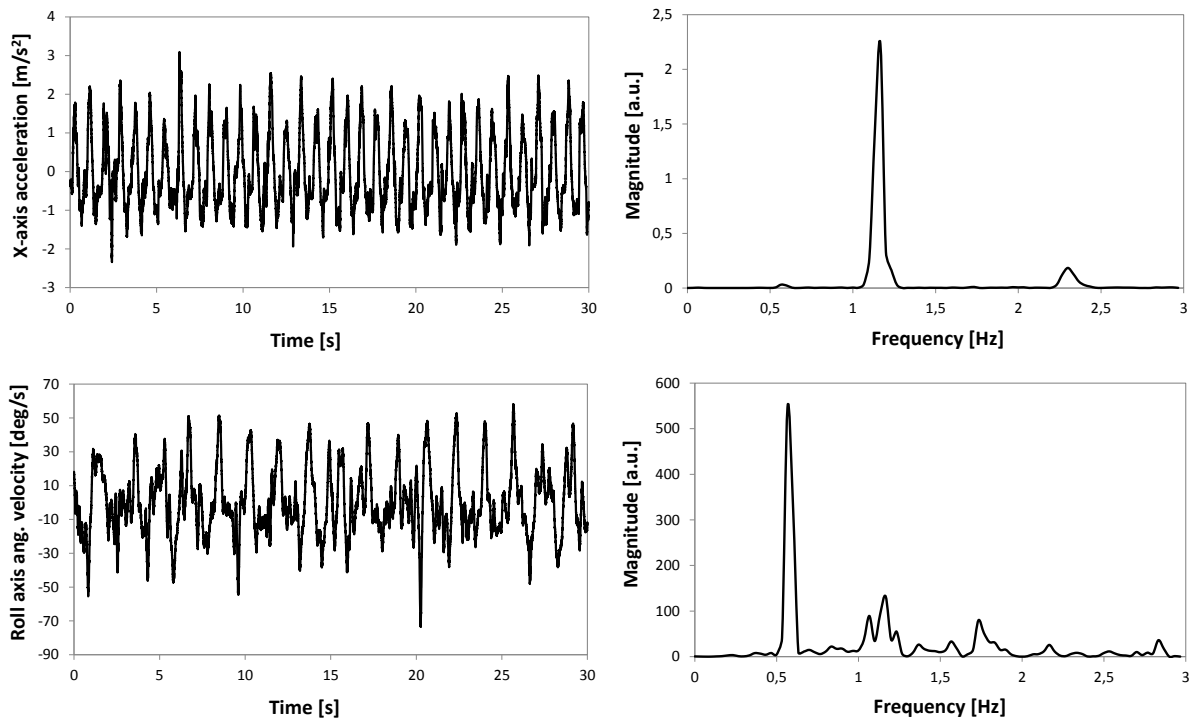 X-axis acceleration [m/s²]
4
3
2
1
0
-1
-2
-3
0 5 10 15 20 25 30
Time [s]
Magnitude [a.u.]
2,5
2
1,5
1
0,5
0
0 0,5 1 1,5 2 2,5 3
Frequency [Hz]
Roll axis ang. velocity [deg/s]
70
50
30
10
-10
-30
-50
-70
-90
0 5 10 15 20 25 30
Time [s]
Magnitude [a.u.]
600
500
400
300
200
100
0
0 0,5 1 1,5 2 2,5 3
Frequency [Hz]